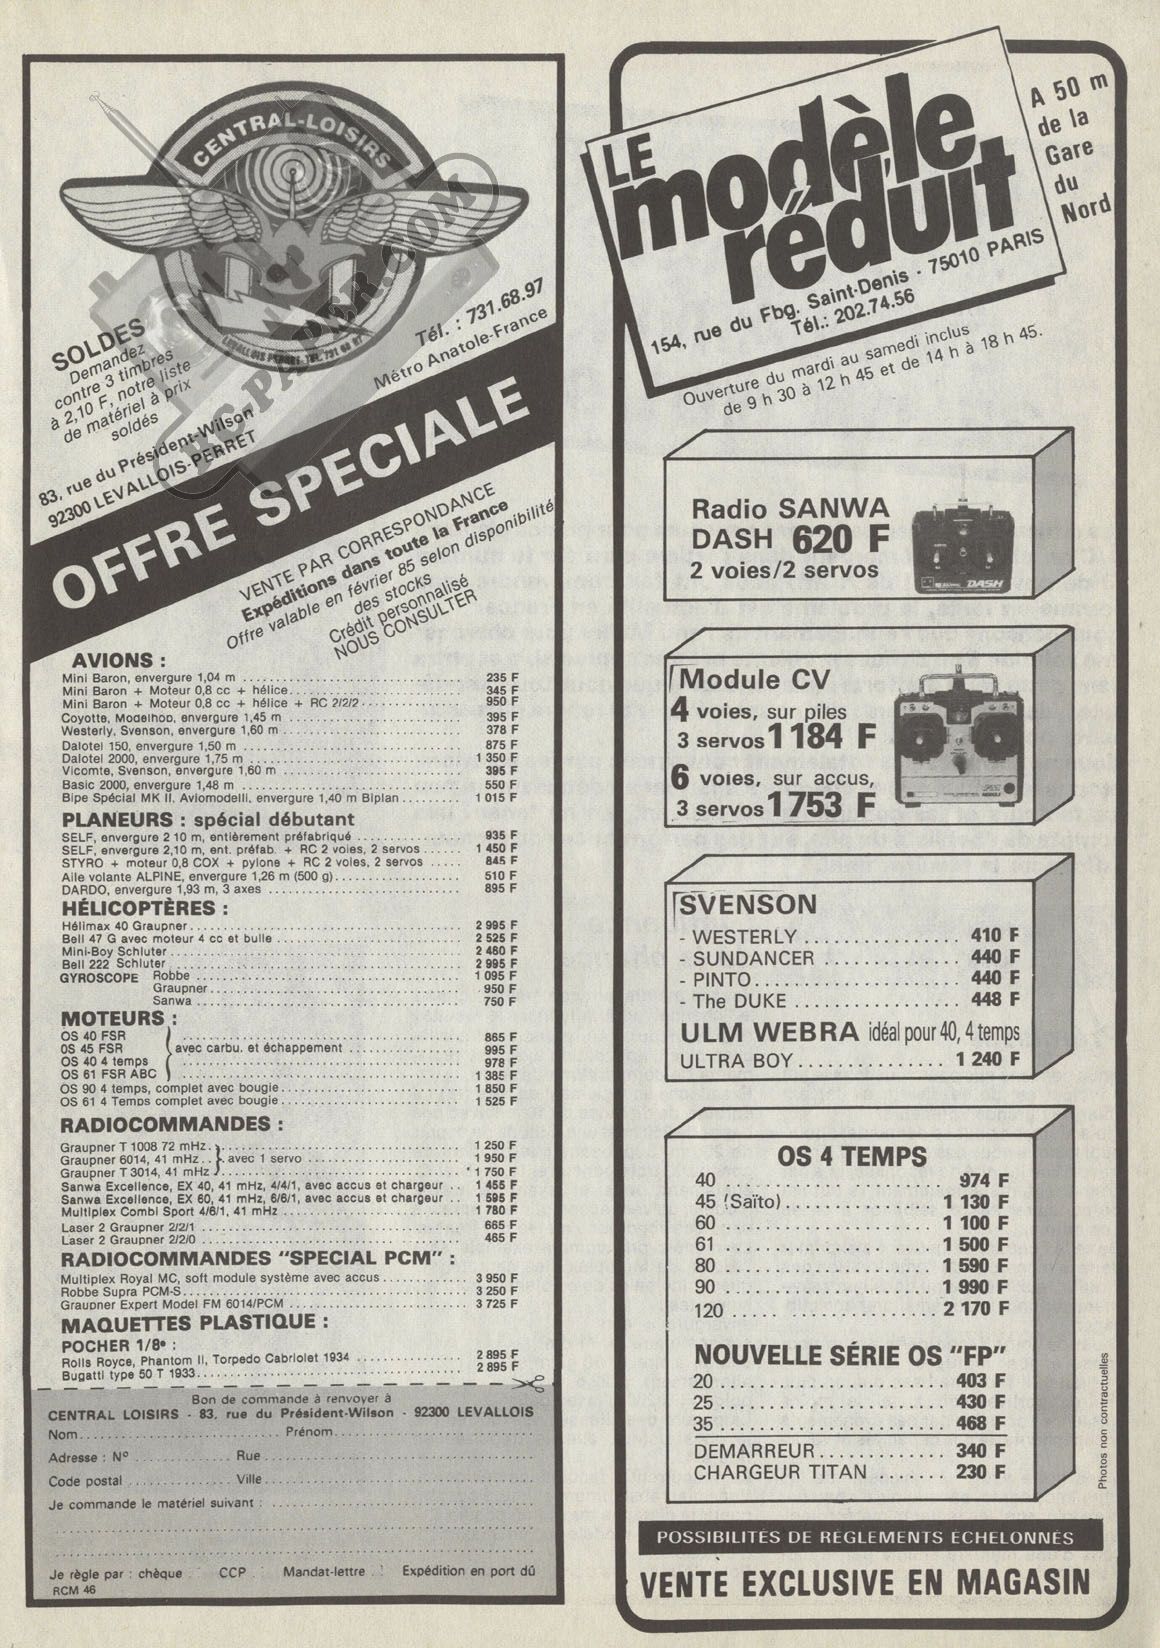 CENTRAL-LOISIRS
LEVALLOIS PERRET-TEL. 731 68 97
RC-PAPER.COM
SOLDES
Demandez
contre 3 timbres
à 2,10 F, notre liste
de matériel à prix
soldés
Tél. : 731.68.97
Métro Anatole-France
83, rue du Président-Wilson
92300 LEVALLOIS-PERRET
OFFRE SPECIALE
VENTE PAR CORRESPONDANCE
Expéditions dans toute la France
Offre valable en février 85 selon disponibilité
des stocks
Crédit personnalisé
NOUS CONSULTER
AVIONS :
Mini Baron, envergure 1,04 m 235 F
Mini Baron + Moteur 0,8 cc + hélice 345 F
Mini Baron + Moteur 0,8 cc + hélice + RC 2/2/2 950 F
Coyotte, Modelhob, envergure 1,45 m 395 F
Westerly, Svenson, envergure 1,60 m 378 F
Dalotel 150, envergure 1,50 m 875 F
Dalotel 2000, envergure 1,75 m 1 350 F
Vicomte, Svenson, envergure 1,60 m 395 F
Basic 2000, envergure 1,48 m 550 F
Bipe Spécial MK II, Aviomodelli, envergure 1,40 m Biplan 1 015 F
PLANEURS : spécial débutant
SELF, envergure 2 10 m, entièrement préfabriqué 935 F
SELF, envergure 2,10 m, ent. préfab. + RC 2 voies, 2 servos 1 450 F
STYRO + moteur 0,8 COX + pylone + RC 2 voies, 2 servos 845 F
Aile volante ALPINE, envergure 1,26 m (500 g) 510 F
DARDO, envergure 1,93 m, 3 axes 895 F
HÉLICOPTÈRES :
Hélimax 40 Graupner 2 995 F
Bell 47 G avec moteur 4 cc et bulle 2 525 F
Mini-Boy Schluter 2 460 F
Bell 222 Schluter 2 995 F
GYROSCOPE Robbe 1 095 F
Graupner 950 F
Sanwa 750 F
MOTEURS :
OS 40 FSR 865 F
OS 45 FSR avec carbu. et échappement 995 F
OS 40 4 temps 978 F
OS 61 FSR ABC 1 385 F
OS 90 4 temps, complet avec bougie 1 850 F
OS 61 4 Temps complet avec bougie 1 525 F
RADIOCOMMANDES :
Graupner T 1008 72 mHz 1 250 F
Graupner 6014, 41 mHz avec 1 servo 1 950 F
Graupner T 3014, 41 mHz 1 750 F
Sanwa Excellence, EX 40, 41 mHz, 4/4/1, avec accus et chargeur 1 455 F
Sanwa Excellence, EX 60, 41 mHz, 6/6/1, avec accus et chargeur 1 595 F
Multiplex Combi Sport 4/6/1, 41 mHz 1 780 F
Laser 2 Graupner 2/2/1 665 F
Laser 2 Graupner 2/2/0 465 F
RADIOCOMMANDES "SPECIAL PCM" :
Multiplex Royal MC, soft module système avec accus 3 950 F
Robbe Supra PCM-S 3 250 F
Graupner Expert Model FM 6014/PCM 3 725 F
MAQUETTES PLASTIQUE :
POCHER 1/8e :
Rolls Royce, Phantom II, Torpedo Cabriolet 1934 2 895 F
Bugatti type 50 T 1933 2 895 F
Bon de commande à renvoyer à
CENTRAL LOISIRS - 83, rue du Président-Wilson - 92300 LEVALLOIS
Nom Prénom
Adresse : N° Rue
Code postal Ville
Je commande le matériel suivant :
Je règle par : chèque CCP Mandat-lettre Expédition en port dû
RCM 46
LE
modèle
réduit
154, rue du Fbg. Saint-Denis - 75010 PARIS
Tél.: 202.74.56
A 50 m
de la
Gare
du
Nord
Ouverture du mardi au samedi inclus
de 9 h 30 à 12 h 45 et de 14 h à 18 h 45.
Radio SANWA
DASH 620 F
2 voies/2 servos
DASH
Module CV
4 voies, sur piles
3 servos 1184 F
6 voies, sur accus,
3 servos 1753 F
SVENSON
- WESTERLY 410 F
- SUNDANCER 440 F
- PINTO 440 F
- The DUKE 448 F
ULM WEBRA idéal pour 40, 4 temps
ULTRA BOY 1 240 F
OS 4 TEMPS
40 974 F
45 (Saïto) 1 130 F
60 1 100 F
61 1 500 F
80 1 590 F
90 1 990 F
120 2 170 F
NOUVELLE SÉRIE OS "FP"
20 403 F
25 430 F
35 468 F
DEMARREUR 340 F
CHARGEUR TITAN 230 F
Photos non contractuelles
POSSIBILITÉS DE RÈGLEMENTS ÉCHELONNÉS
VENTE EXCLUSIVE EN MAGASIN